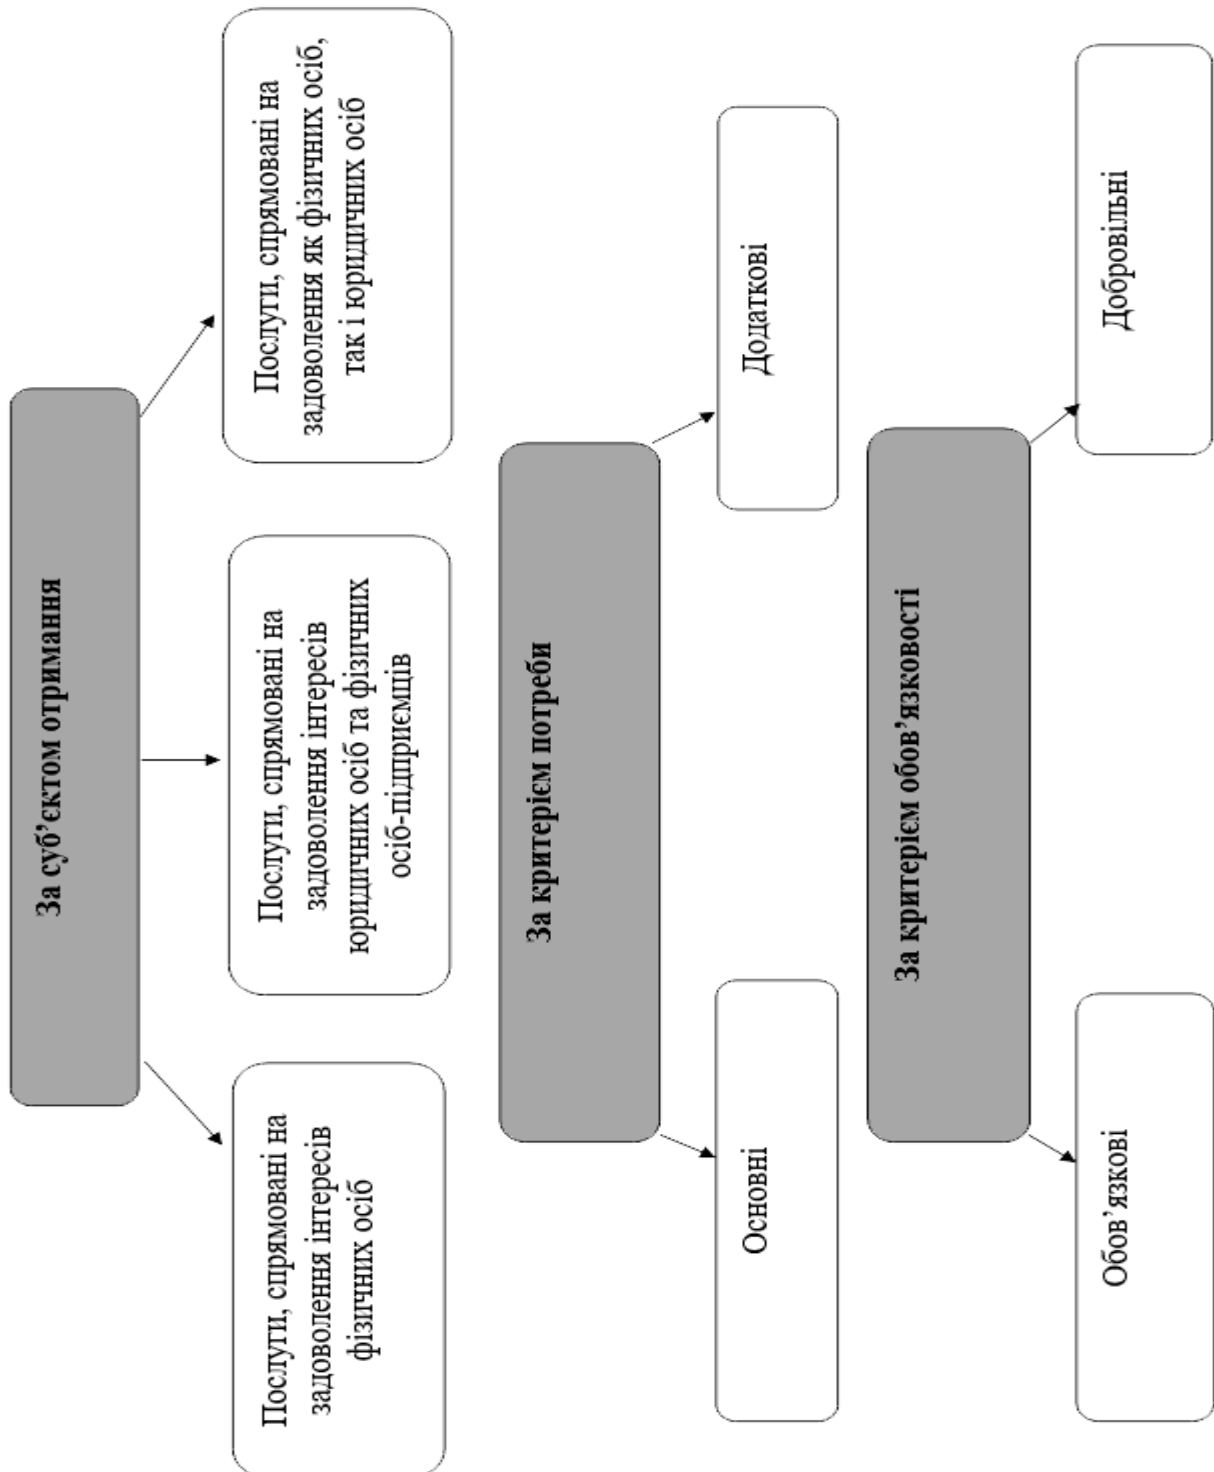 За суб’єктом отримання
Послуги, спрямовані на
задоволення інтересів
фізичних осіб
Послуги, спрямовані на
задоволення інтересів
юридичних осіб та фізичних
осіб-підприємців
Послуги, спрямовані на
задоволення як фізичних осіб,
так і юридичних осіб
За критерієм потреби
Основні
Додаткові
За критерієм обов’язковості
Обов’язкові
Добровільні